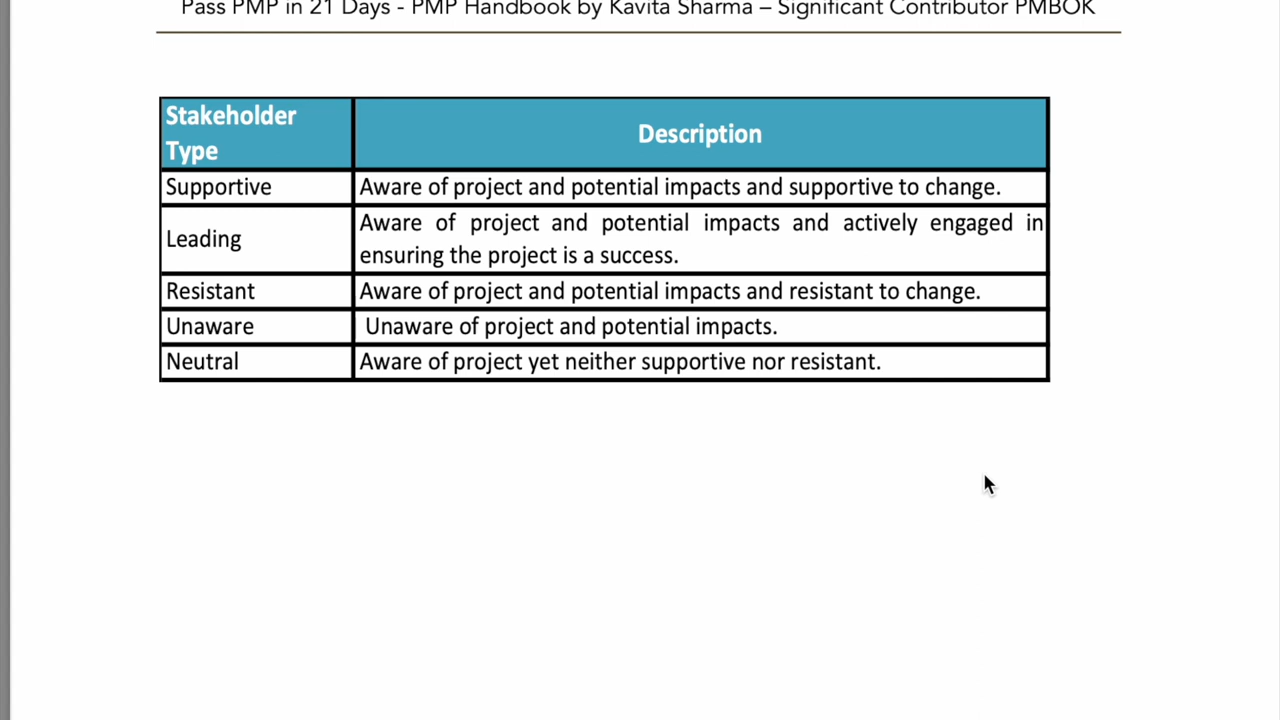 Pass PMP in 21 Days - PMP Handbook by Kavita Sharma – Significant Contributor PMBOK
Stakeholder
Type
Description
Supportive
Aware of project and potential impacts and supportive to change.
Leading
Aware of project and potential impacts and actively engaged in
ensuring the project is a success.
Resistant
Aware of project and potential impacts and resistant to change.
Unaware
Unaware of project and potential impacts.
Neutral
Aware of project yet neither supportive nor resistant.